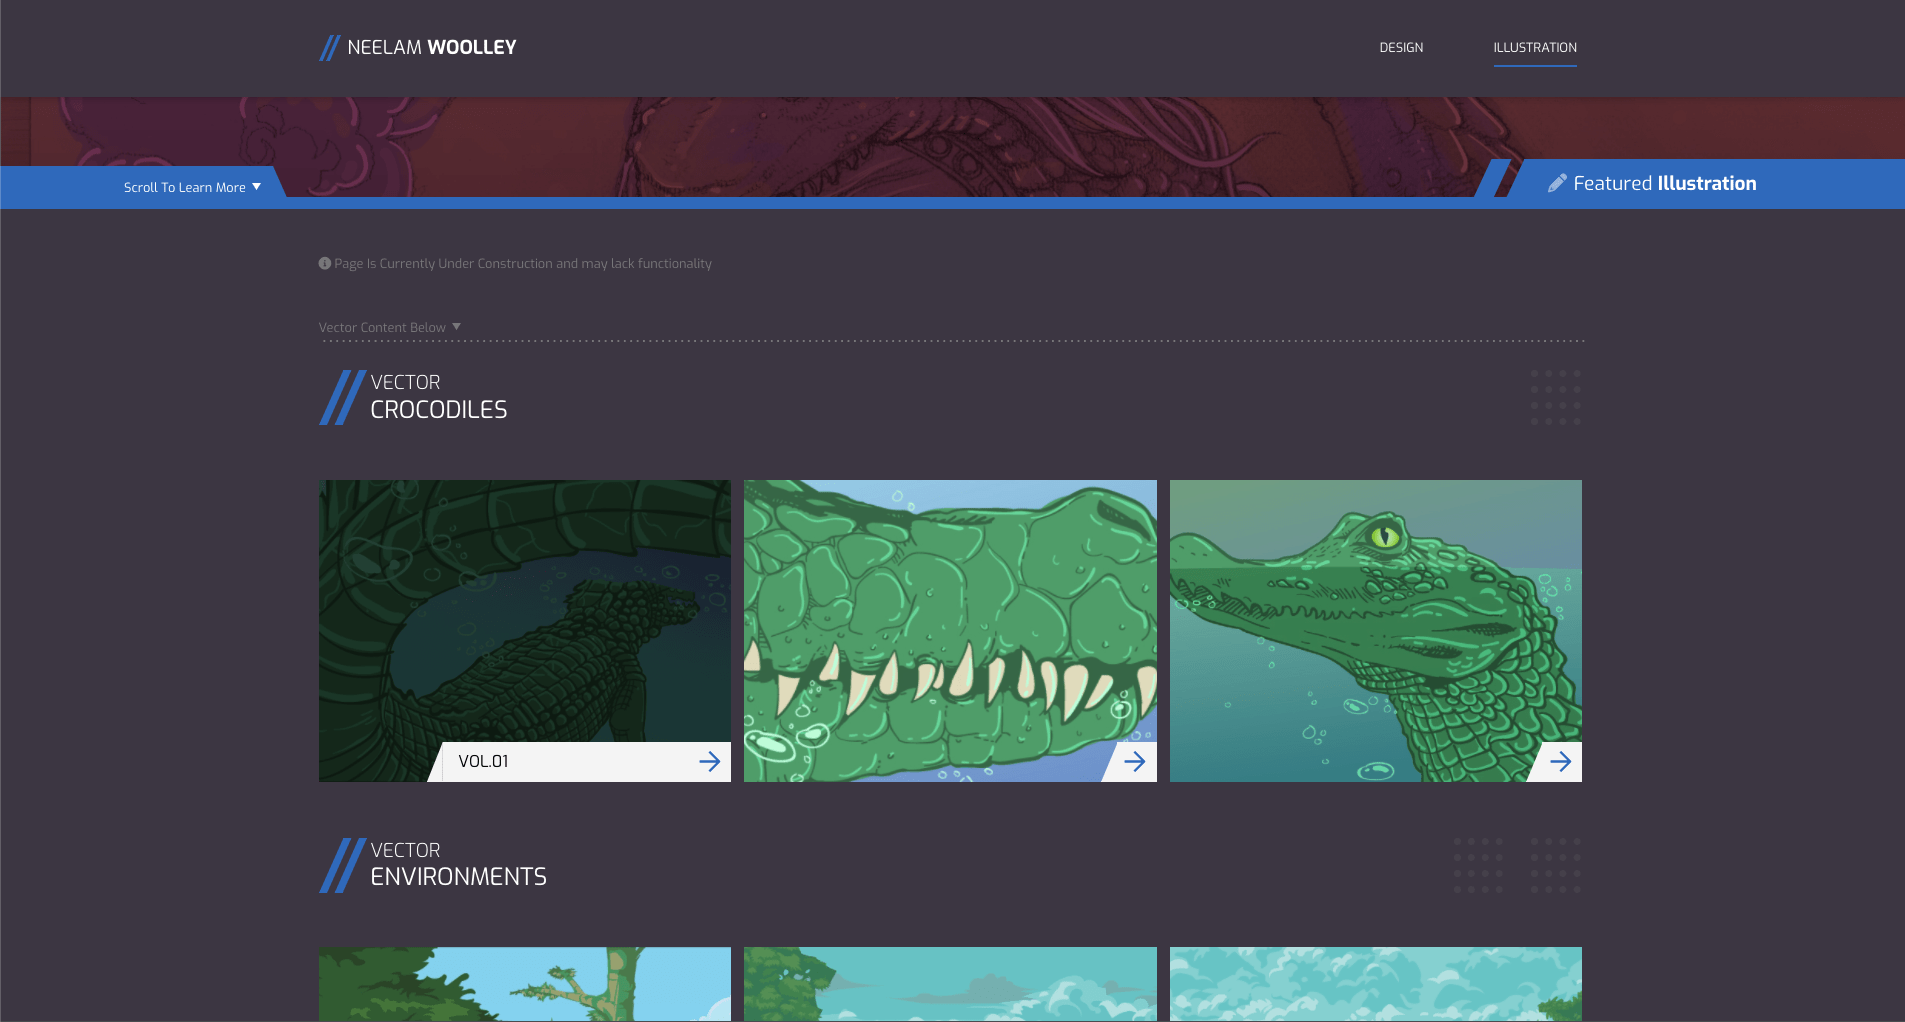 NEELAM WOOLLEY
DESIGN
ILLUSTRATION
Scroll To Learn More
Featured Illustration
Page Is Currently Under Construction and may lack functionality
Vector Content Below
VECTOR
CROCODILES
VOL.01
VECTOR
ENVIRONMENTS